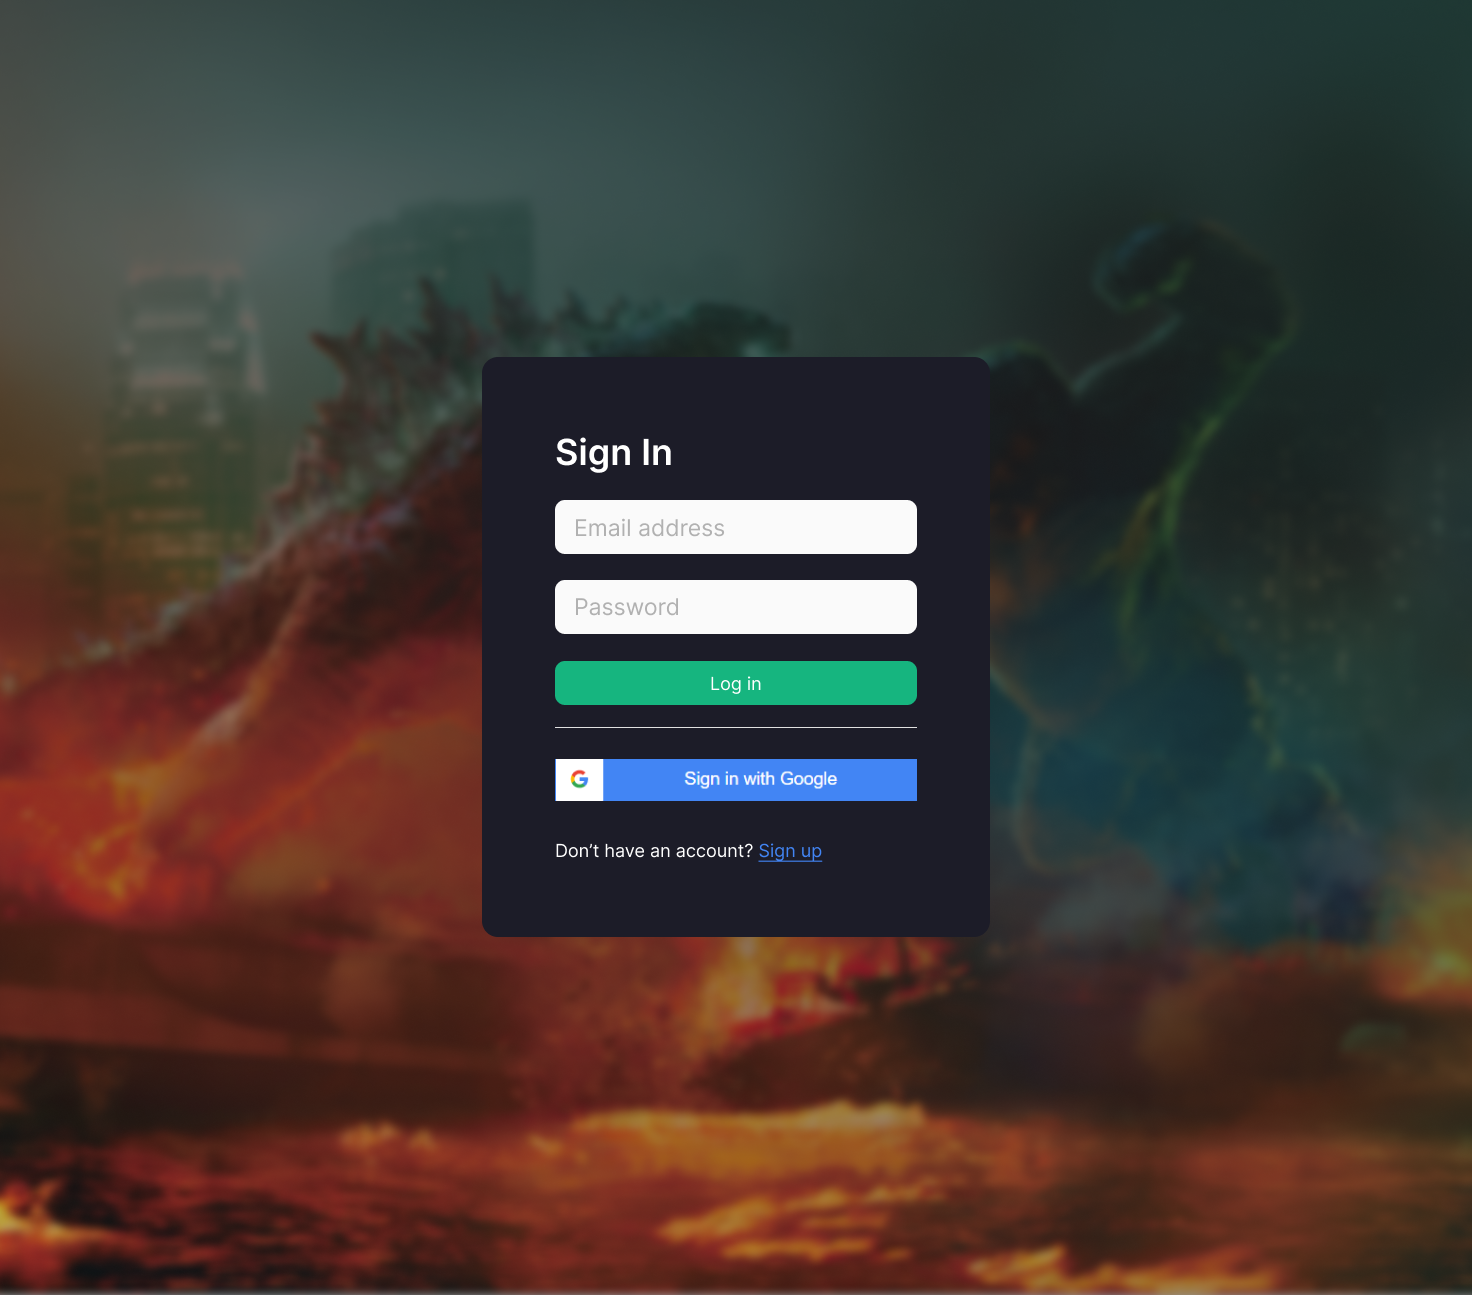 Sign In
Email address
Password
Log in
Sign in with Google
Don’t have an account? Sign up